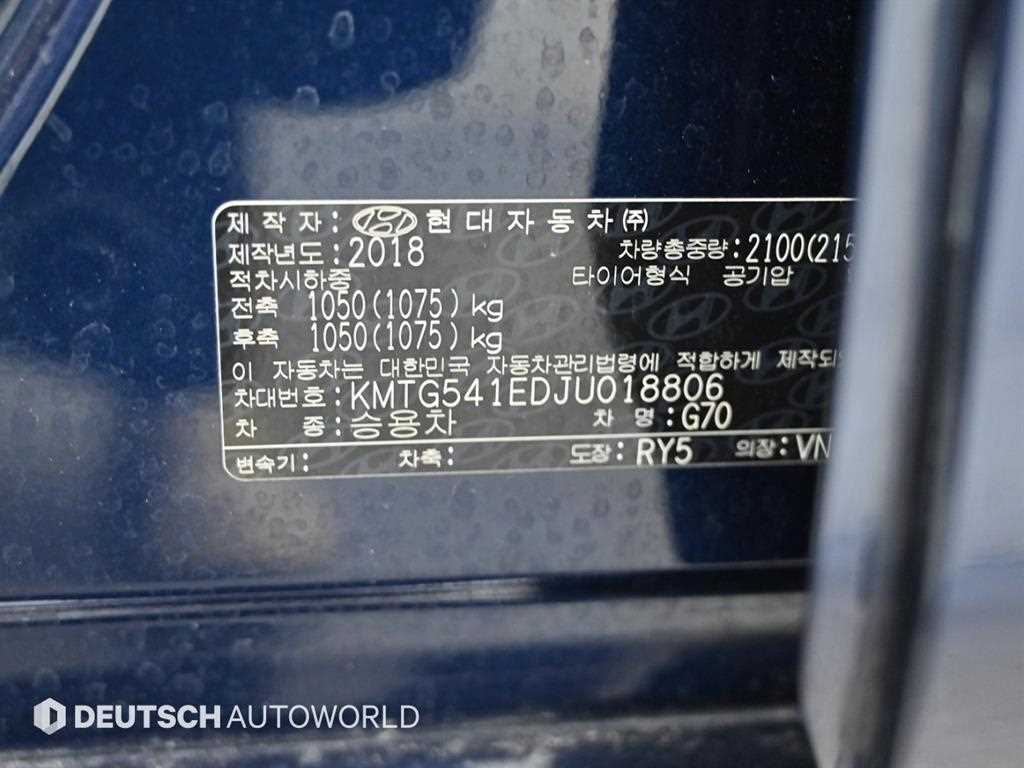 제 작 자 : 현 대 자 동 차 ㈜
제작년도 : 2018 차량총중량 : 2100(215
적차시하중 타이어형식 공기압
전축 1050(1075) kg
후축 1050(1075) kg
이 자동차는 대한민국 자동차관리법령에 적합하게 제작되
차대번호 : KMTG541EDJU018806
차 종 : 승용차 차 명 : G70
변속기 : 차축 : 도장 : RY5 의장 : VN
DEUTSCH AUTOWORLD